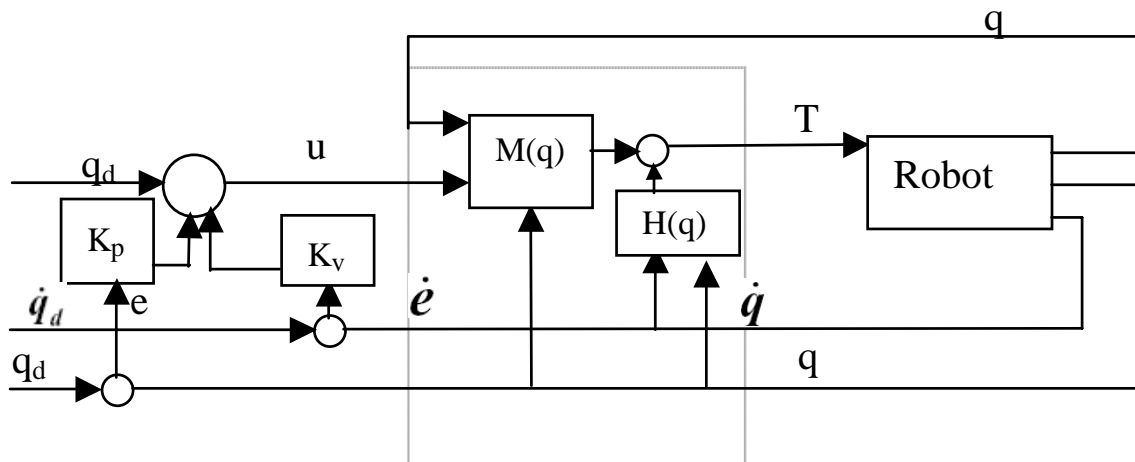 q
T
u
M(q)
q_d
Robot
K_p
H(q)
K_v
q̇_d
e
ė
q̇
q_d
q